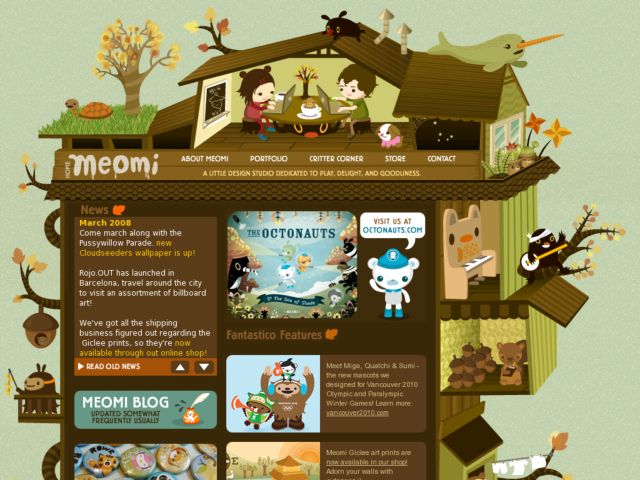 HOME
Meomi
ABOUT MEOMI
PORTFOLIO
CRITTER CORNER
STORE
CONTACT
A LITTLE DESIGN STUDIO DEDICATED TO PLAY, DELIGHT, AND GOODLINESS.
News
March 2008
Come march along with the
Pussywillow Parade. new
Cloudseeders wallpaper is up!
Rojo.OUT has launched in
Barcelona, travel around the city
to visit an assortment of billboard
art!
We've got all the shipping
business figured out regarding the
Giclee prints, so they're now
available through out online shop!
READ OLD NEWS
MEOMI BLOG
UPDATED SOMEWHAT
FREQUENTLY USUALLY
THE OCTONAUTS
& the Sea of Shade
VISIT US AT
OCTONAUTS.COM
Fantastico Features
Meet Miga, Quatchi & Sumi -
the new mascots we
designed for Vancouver 2010
Olympic and Paralympic
Winter Games! Learn more:
vancouver2010.com
Meomi Giclee art prints are
now available in our shop!
Adorn your walls with